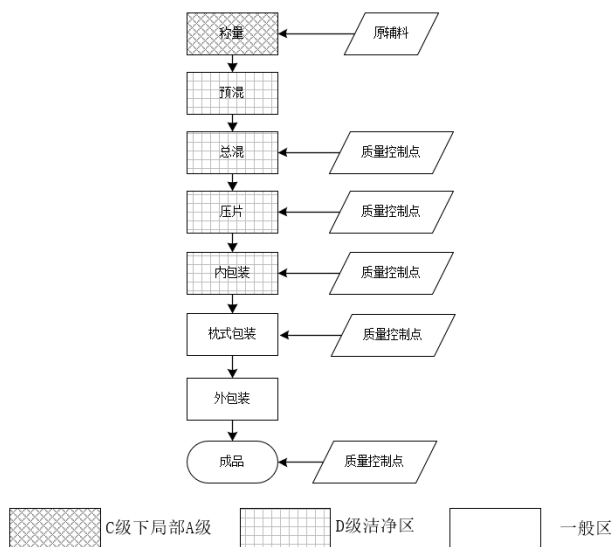 称量
原辅料
预混
总混
质量控制点
压片
质量控制点
内包装
质量控制点
枕式包装
质量控制点
外包装
成品
质量控制点
C级下局部A级
D级洁净区
一般区